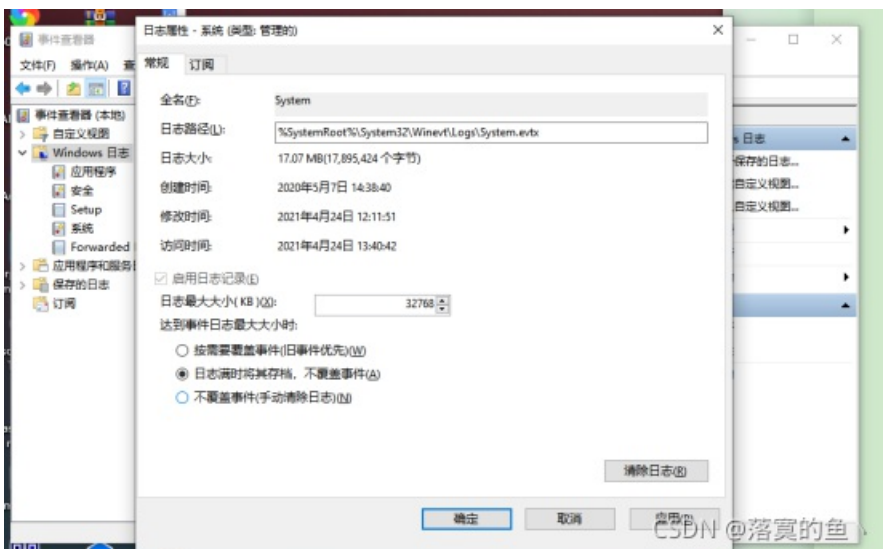 事件查看器
文件(F) 操作(A) 查
事件查看器 (本地)
自定义视图
Windows 日志
应用程序
安全
Setup
系统
Forwarded
应用程序和服务日
保存的日志
订阅
日志属性 - 系统 (类型: 管理的)
常规 订阅
全名(F): System
日志路径(L): %SystemRoot%\System32\Winevt\Logs\System.evtx
日志大小: 17.07 MB(17,895,424 个字节)
创建时间: 2020年5月7日 14:38:40
修改时间: 2021年4月24日 12:11:51
访问时间: 2021年4月24日 13:40:42
启用日志记录(E)
日志最大大小( KB )(X): 32768
达到事件日志最大大小时:
按需要覆盖事件(旧事件优先)(W)
日志满时将其存档，不覆盖事件(A)
不覆盖事件(手动清除日志)(N)
清除日志(R)
确定 取消 应用(P)
s 日志
保存的日志...
自定义视图...
自定义视图...
CSDN @落寞的鱼丶